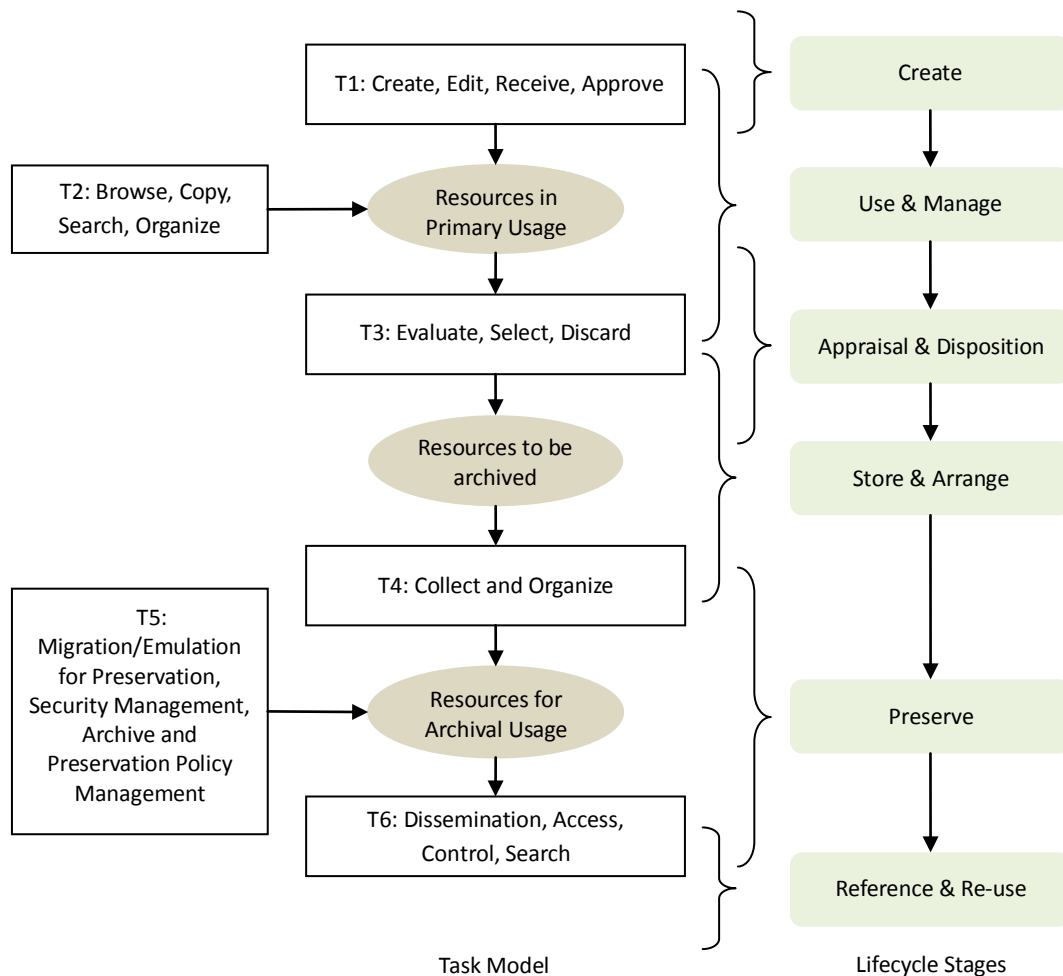 T1: Create, Edit, Receive, Approve
Create
T2: Browse, Copy,
Search, Organize
Resources in
Primary Usage
Use & Manage
T3: Evaluate, Select, Discard
Appraisal & Disposition
Resources to be
archived
Store & Arrange
T4: Collect and Organize
T5:
Migration/Emulation
for Preservation,
Security Management,
Archive and
Preservation Policy
Management
Resources for
Archival Usage
Preserve
T6: Dissemination, Access,
Control, Search
Reference & Re-use
Task Model
Lifecycle Stages